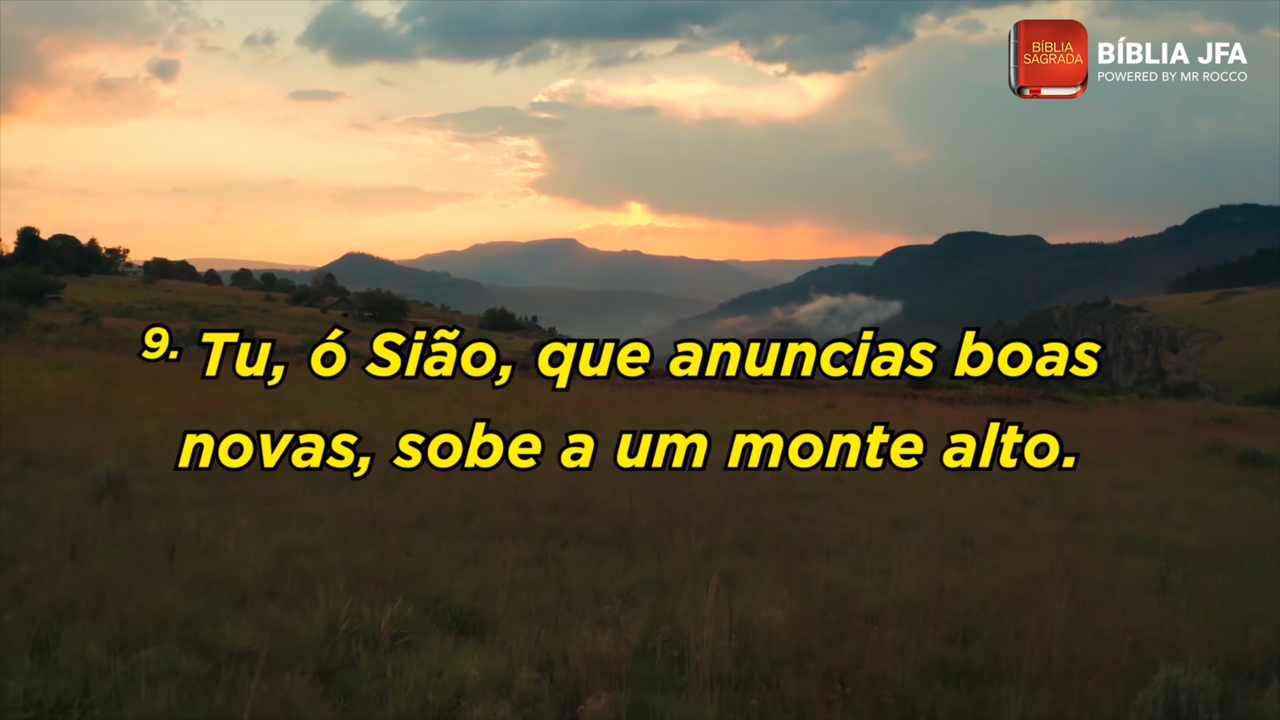 BÍBLIA
SAGRADA
BÍBLIA JFA
POWERED BY MR ROCCO
9. Tu, ó Sião, que anuncias boas
novas, sobe a um monte alto.